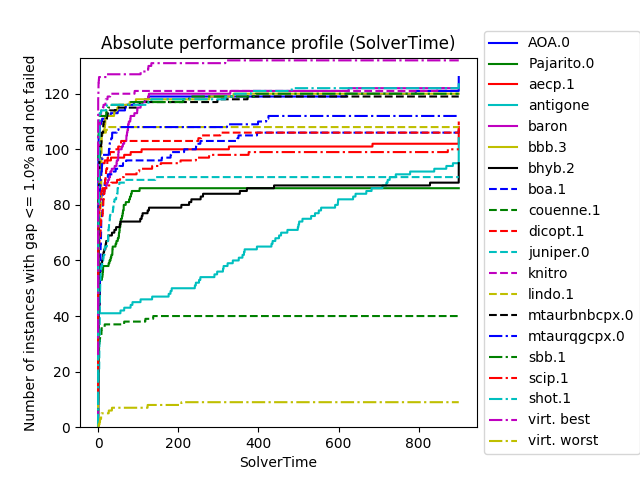 Absolute performance profile (SolverTime)
Number of instances with gap <= 1.0% and not failed
120
100
80
60
40
20
0
0 200 400 600 800
SolverTime
AOA.0
Pajarito.0
aecp.1
antigone
baron
bbb.3
bhyb.2
boa.1
couenne.1
dicopt.1
juniper.0
knitro
lindo.1
mtaurbnbcpx.0
mtaurqgcpx.0
sbb.1
scip.1
shot.1
virt. best
virt. worst